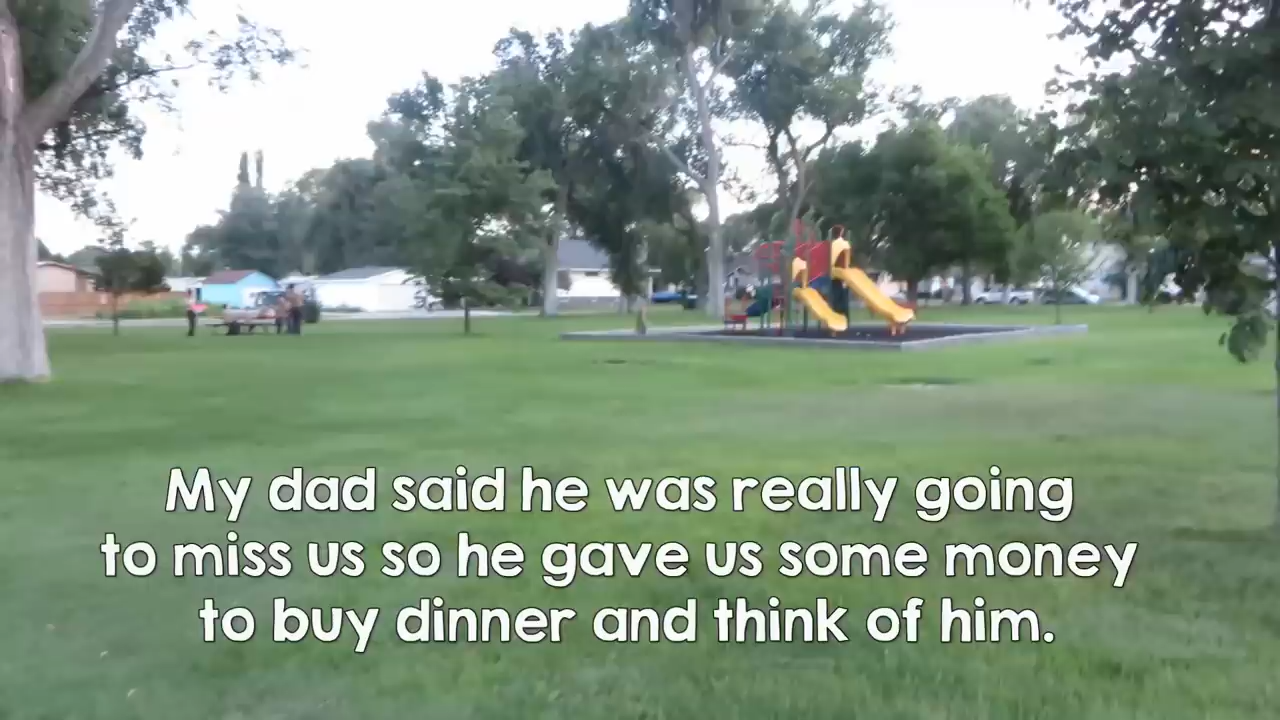 My dad said he was really going
to miss us so he gave us some money
to buy dinner and think of him.